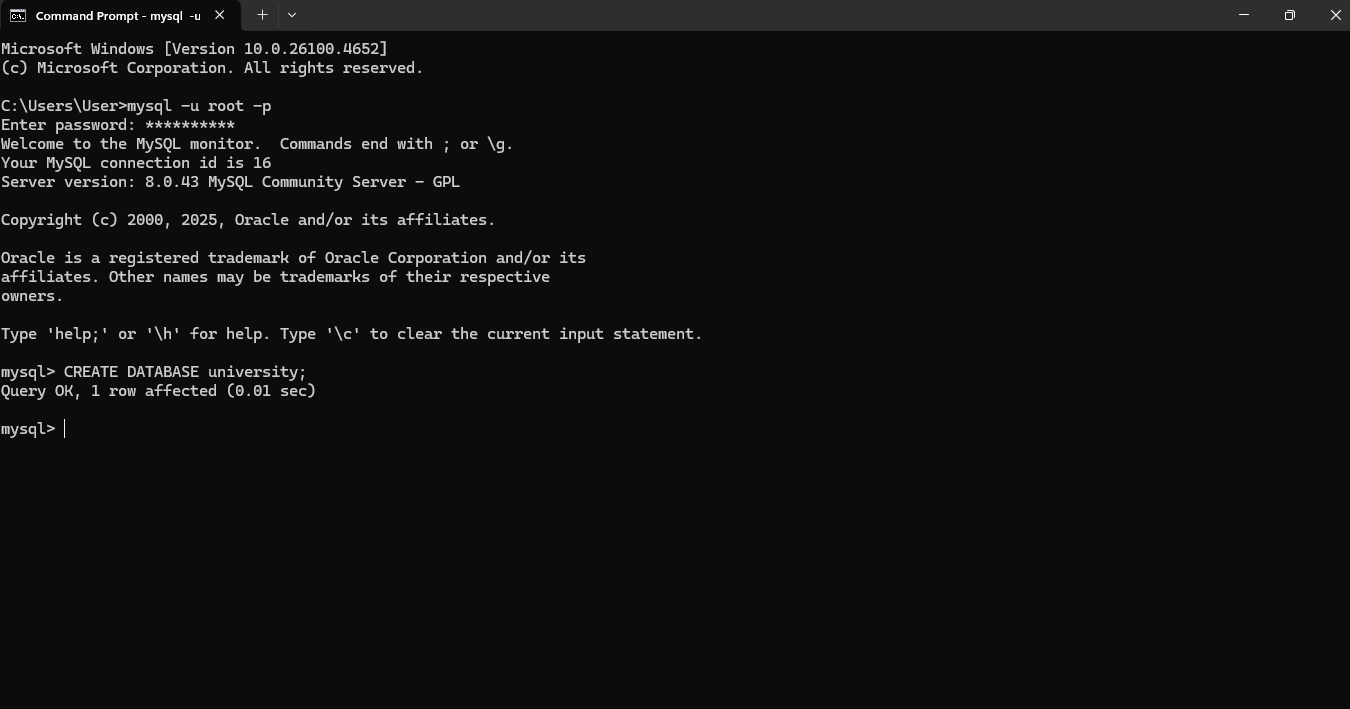 Command Prompt - mysql -u
Microsoft Windows [Version 10.0.26100.4652]
(c) Microsoft Corporation. All rights reserved.
C:\Users\User>mysql -u root -p
Enter password: **********
Welcome to the MySQL monitor.  Commands end with ; or \g.
Your MySQL connection id is 16
Server version: 8.0.43 MySQL Community Server - GPL
Copyright (c) 2000, 2025, Oracle and/or its affiliates.
Oracle is a registered trademark of Oracle Corporation and/or its
affiliates. Other names may be trademarks of their respective
owners.
Type 'help;' or '\h' for help. Type '\c' to clear the current input statement.
mysql> CREATE DATABASE university;
Query OK, 1 row affected (0.01 sec)
mysql>